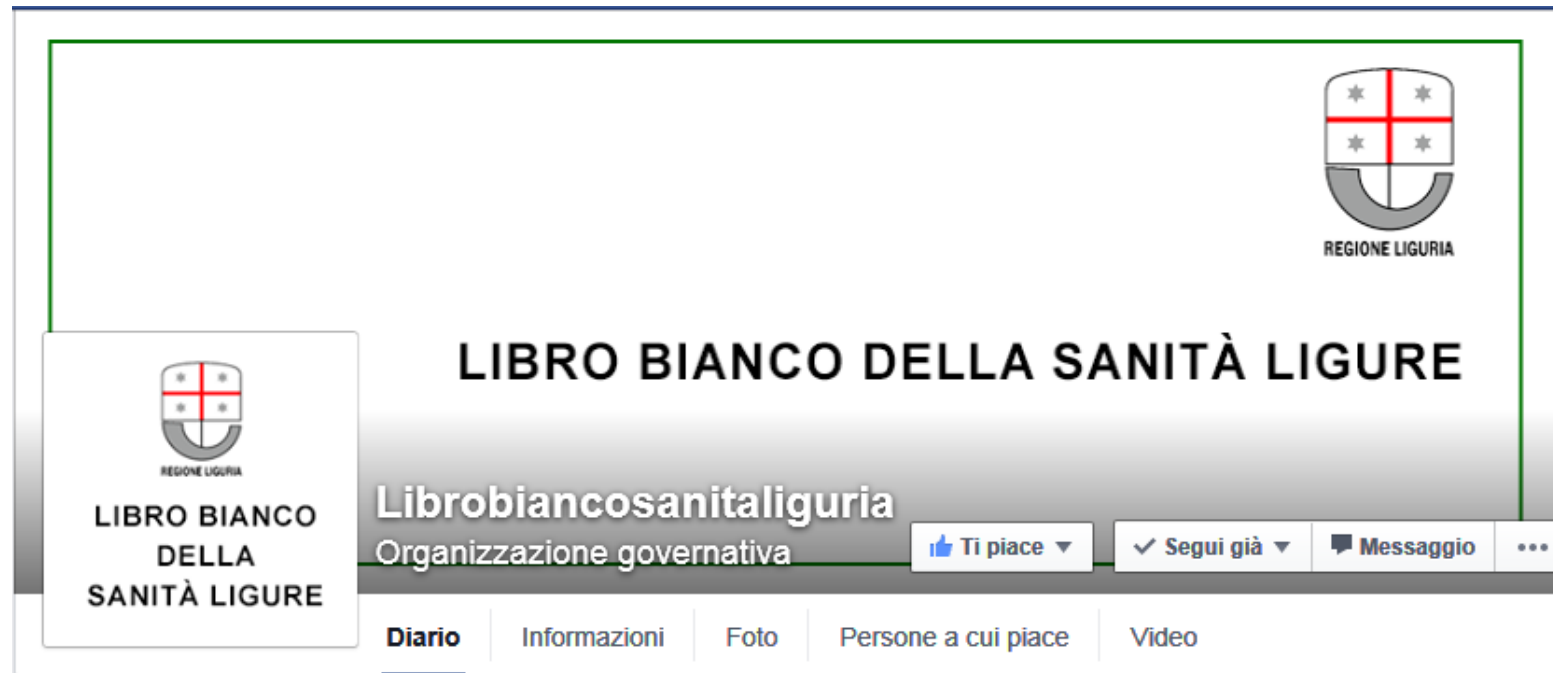 REGIONE LIGURIA
LIBRO BIANCO DELLA SANITÀ LIGURE
REGIONE LIGURIA
LIBRO BIANCO
DELLA
SANITÀ LIGURE
Librobiancosanitaliguria
Organizzazione governativa
Ti piace
Segui già
Messaggio
Diario Informazioni Foto Persone a cui piace Video